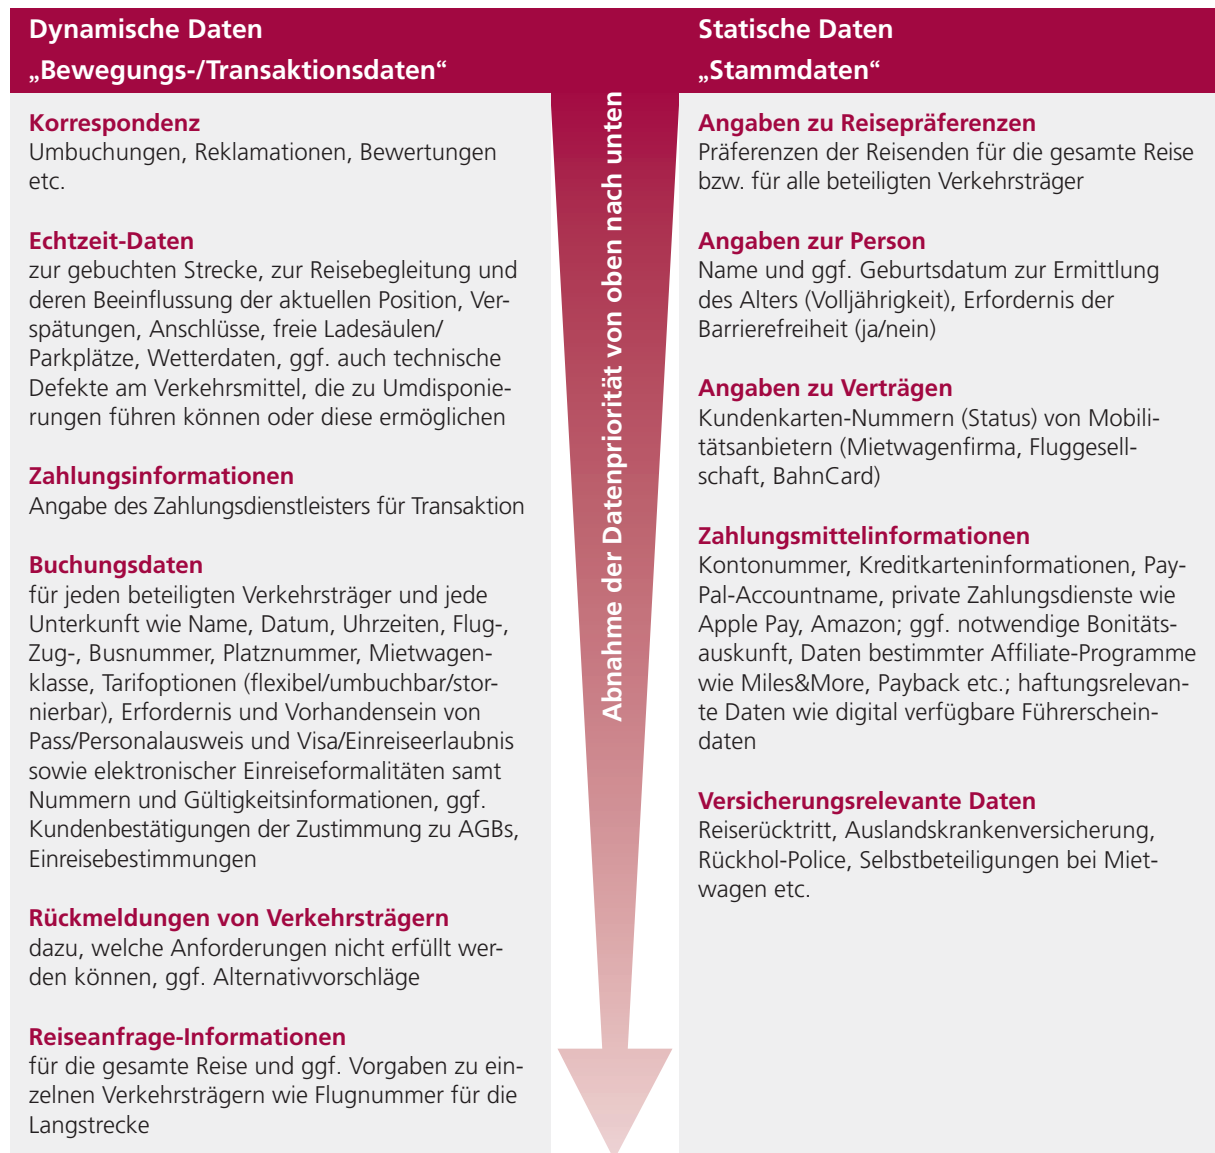 Dynamische Daten
„Bewegungs-/Transaktionsdaten“
Korrespondenz
Umbuchungen, Reklamationen, Bewertungen
etc.
Echtzeit-Daten
zur gebuchten Strecke, zur Reisebegleitung und
deren Beeinflussung der aktuellen Position, Ver-
spätungen, Anschlüsse, freie Ladesäulen/
Parkplätze, Wetterdaten, ggf. auch technische
Defekte am Verkehrsmittel, die zu Umdisponie-
rungen führen können oder diese ermöglichen
Zahlungsinformationen
Angabe des Zahlungsdienstleisters für Transaktion
Buchungsdaten
für jeden beteiligten Verkehrsträger und jede
Unterkunft wie Name, Datum, Uhrzeiten, Flug-,
Zug-, Busnummer, Platznummer, Mietwagen-
klasse, Tarifoptionen (flexibel/umbuchbar/stor-
nierbar), Erfordernis und Vorhandensein von
Pass/Personalausweis und Visa/Einreiseerlaubnis
sowie elektronischer Einreiseformalitäten samt
Nummern und Gültigkeitsinformationen, ggf.
Kundenbestätigungen der Zustimmung zu AGBs,
Einreisebestimmungen
Rückmeldungen von Verkehrsträgern
dazu, welche Anforderungen nicht erfüllt wer-
den können, ggf. Alternativvorschläge
Reiseanfrage-Informationen
für die gesamte Reise und ggf. Vorgaben zu ein-
zelnen Verkehrsträgern wie Flugnummer für die
Langstrecke
Abnahme der Datenpriorität von oben nach unten
Statische Daten
„Stammdaten“
Angaben zu Reisepräferenzen
Präferenzen der Reisenden für die gesamte Reise
bzw. für alle beteiligten Verkehrsträger
Angaben zur Person
Name und ggf. Geburtsdatum zur Ermittlung
des Alters (Volljährigkeit), Erfordernis der
Barrierefreiheit (ja/nein)
Angaben zu Verträgen
Kundenkarten-Nummern (Status) von Mobili-
tätsanbietern (Mietwagenfirma, Fluggesell-
schaft, BahnCard)
Zahlungsmittelinformationen
Kontonummer, Kreditkarteninformationen, Pay-
Pal-Accountname, private Zahlungsdienste wie
Apple Pay, Amazon; ggf. notwendige Bonitäts-
auskunft, Daten bestimmter Affiliate-Programme
wie Miles&More, Payback etc.; haftungsrelevan-
te Daten wie digital verfügbare Führerschein-
daten
Versicherungsrelevante Daten
Reiserücktritt, Auslandskrankenversicherung,
Rückhol-Police, Selbstbeteiligungen bei Miet-
wagen etc.